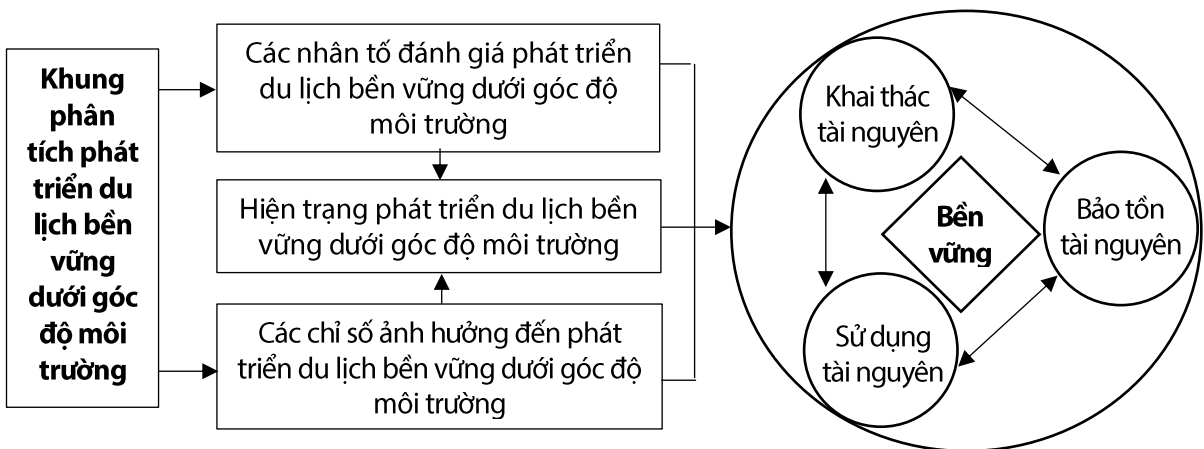 Khung
phân
tích phát
triển du
lịch bền
vững
dưới góc
độ môi
trường
Các nhân tố đánh giá phát triển
du lịch bền vững dưới góc độ
môi trường
Hiện trạng phát triển du lịch bền
vững dưới góc độ môi trường
Các chỉ số ảnh hưởng đến phát
triển du lịch bền vững dưới góc độ
môi trường
Khai thác
tài nguyên
Bền
vững
Bảo tồn
tài nguyên
Sử dụng
tài nguyên